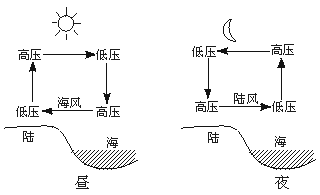 高压 低压
海风
低压 高压
陆 海
昼
低压 高压
陆风
高压 低压
陆 海
夜